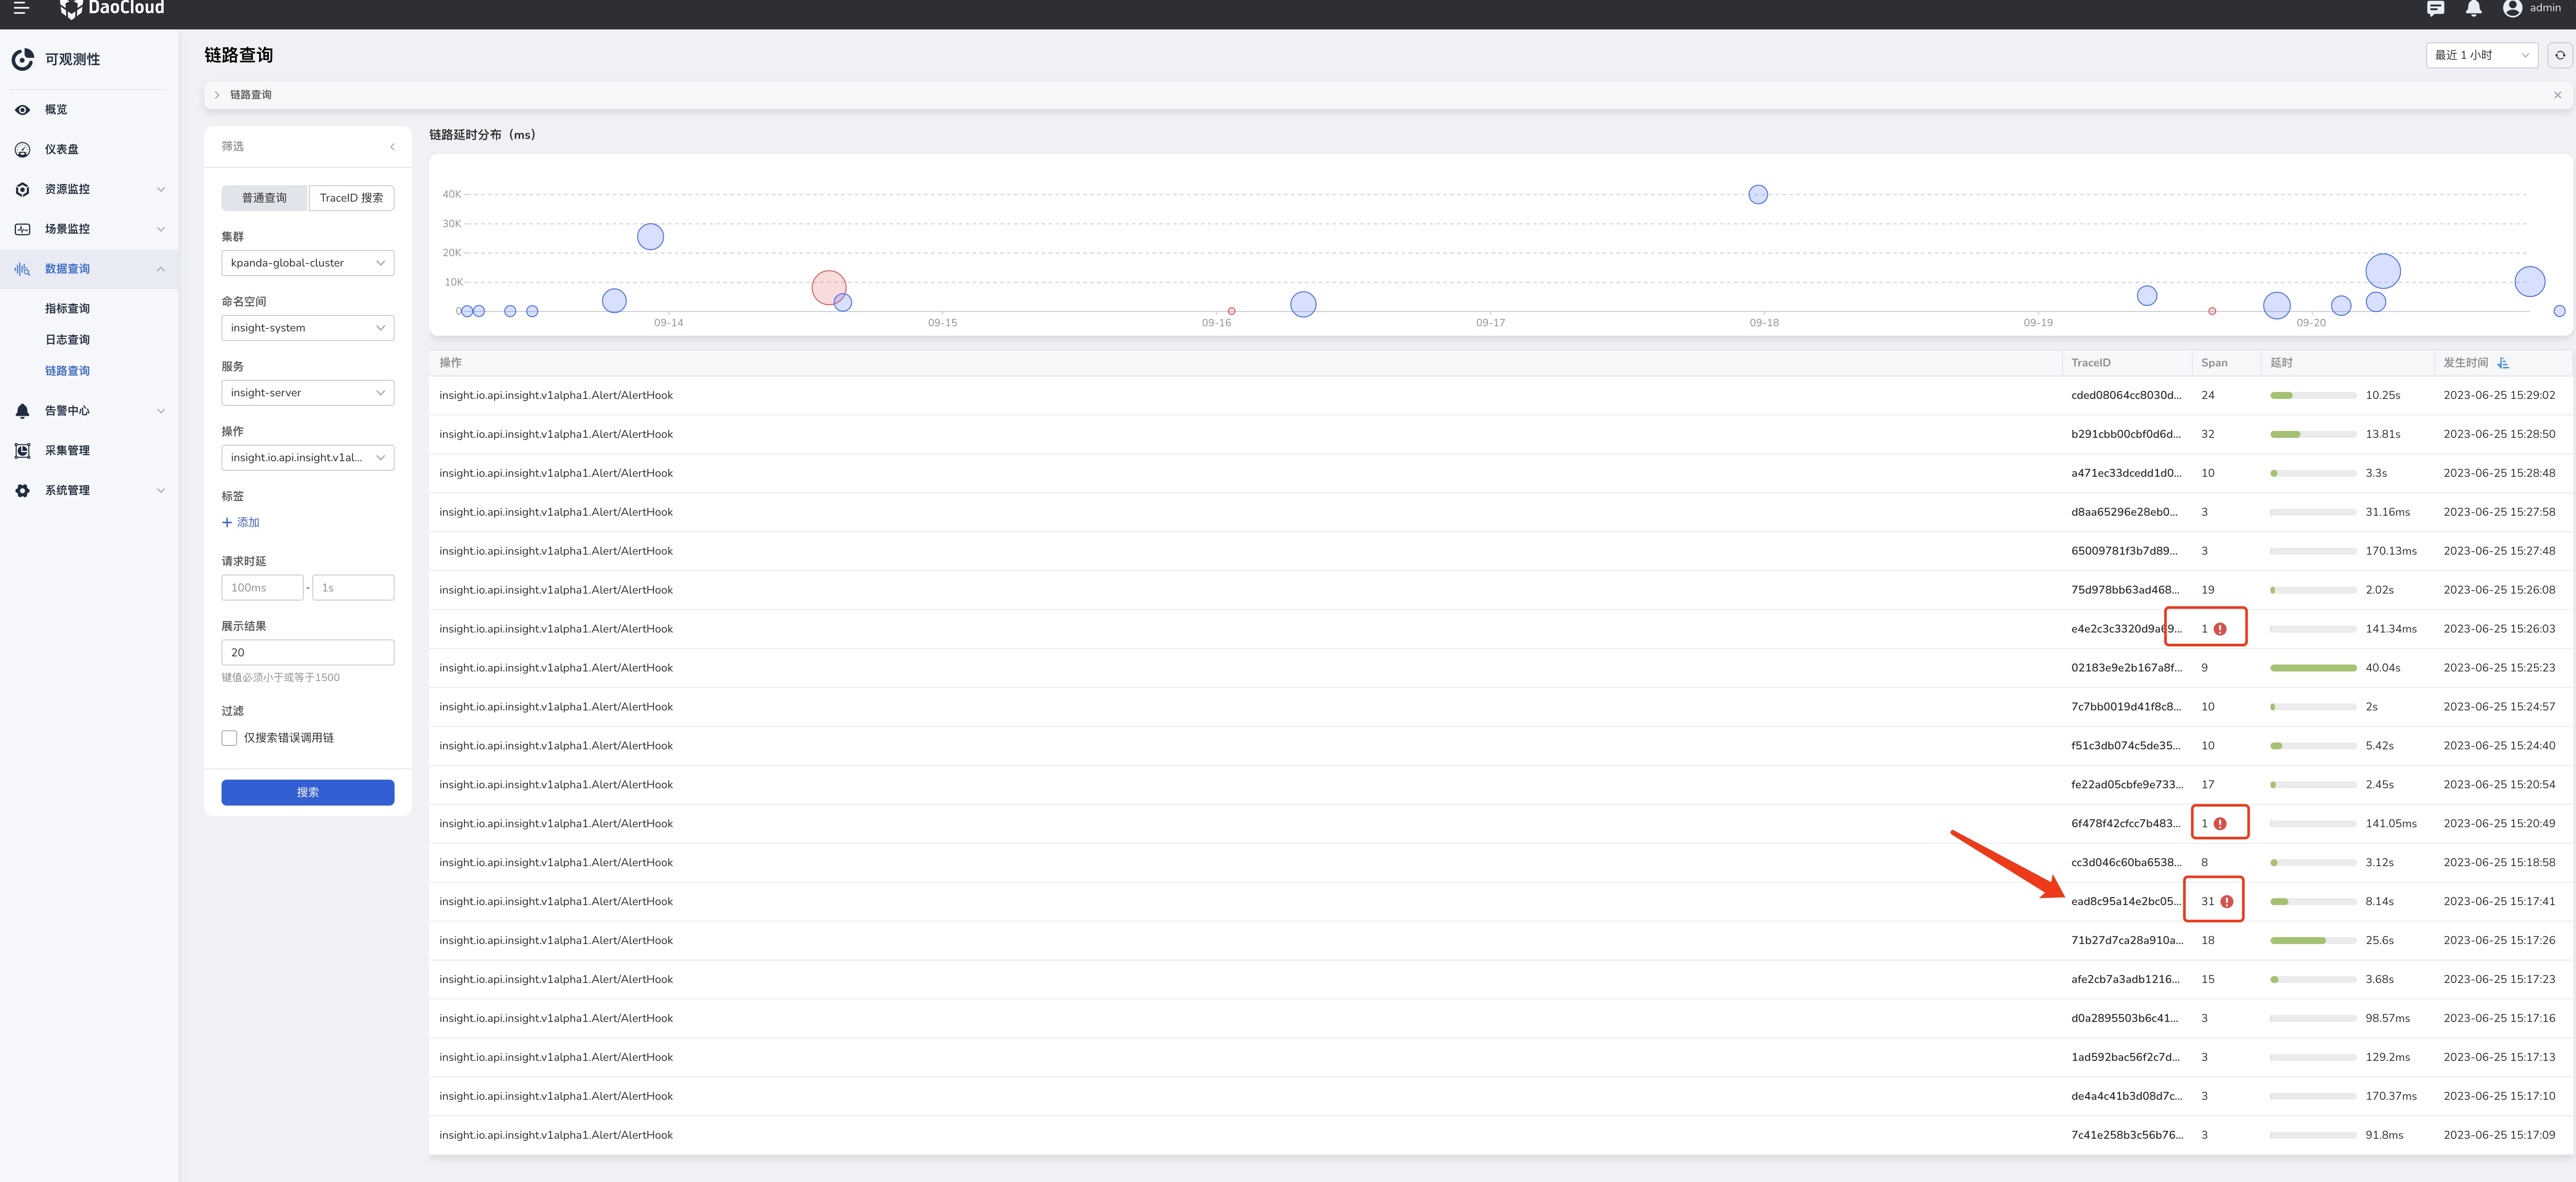 DaoCloud
admin
可观测性
概览
仪表盘
资源监控
场景监控
数据查询
指标查询
日志查询
链路查询
告警中心
采集管理
系统管理
链路查询
最近 1 小时
链路查询
筛选
普通查询 TraceID 搜索
集群
kpanda-global-cluster
命名空间
insight-system
服务
insight-server
操作
insight.io.api.insight.v1al...
标签
+ 添加
请求时延
100ms - 1s
展示结果
20
键值必须小于或等于1500
过滤
仅搜索错误调用链
搜索
链路延时分布（ms）
40K
30K
20K
10K
0
09-14 09-15 09-16 09-17 09-18 09-19 09-20
操作 TraceID Span 延时 发生时间
insight.io.api.insight.v1alpha1.Alert/AlertHook cded08064cc8030d... 24 10.25s 2023-06-25 15:29:02
insight.io.api.insight.v1alpha1.Alert/AlertHook b291cbb00cbf0d6d... 32 13.81s 2023-06-25 15:28:50
insight.io.api.insight.v1alpha1.Alert/AlertHook a471ec33dcedd1d0... 10 3.3s 2023-06-25 15:28:48
insight.io.api.insight.v1alpha1.Alert/AlertHook d8aa65296e28eb0... 3 31.16ms 2023-06-25 15:27:58
insight.io.api.insight.v1alpha1.Alert/AlertHook 65009781f3b7d89... 3 170.13ms 2023-06-25 15:27:48
insight.io.api.insight.v1alpha1.Alert/AlertHook 75d978bb63ad468... 19 2.02s 2023-06-25 15:26:08
insight.io.api.insight.v1alpha1.Alert/AlertHook e4e2c3c3320d9a69... 1 141.34ms 2023-06-25 15:26:03
insight.io.api.insight.v1alpha1.Alert/AlertHook 02183e9e2b167a8f... 9 40.04s 2023-06-25 15:25:23
insight.io.api.insight.v1alpha1.Alert/AlertHook 7c7bb0019d41f8c8... 10 2s 2023-06-25 15:24:57
insight.io.api.insight.v1alpha1.Alert/AlertHook f51c3db074c5de35... 10 5.42s 2023-06-25 15:24:40
insight.io.api.insight.v1alpha1.Alert/AlertHook fe22ad05cbfe9e733... 17 2.45s 2023-06-25 15:20:54
insight.io.api.insight.v1alpha1.Alert/AlertHook 6f478f42cfcc7b483... 1 141.05ms 2023-06-25 15:20:49
insight.io.api.insight.v1alpha1.Alert/AlertHook cc3d046c60ba6538... 8 3.12s 2023-06-25 15:18:58
insight.io.api.insight.v1alpha1.Alert/AlertHook ead8c95a14e2bc05... 31 8.14s 2023-06-25 15:17:41
insight.io.api.insight.v1alpha1.Alert/AlertHook 71b27d7ca28a910a... 18 25.6s 2023-06-25 15:17:26
insight.io.api.insight.v1alpha1.Alert/AlertHook afe2cb7a3adb1216... 15 3.68s 2023-06-25 15:17:23
insight.io.api.insight.v1alpha1.Alert/AlertHook d0a2895503b6c41... 3 98.57ms 2023-06-25 15:17:16
insight.io.api.insight.v1alpha1.Alert/AlertHook 1ad592bac56f2c7d... 3 129.2ms 2023-06-25 15:17:13
insight.io.api.insight.v1alpha1.Alert/AlertHook de4a4c41b3d08d7c... 3 170.37ms 2023-06-25 15:17:10
insight.io.api.insight.v1alpha1.Alert/AlertHook 7c41e258b3c56b76... 3 91.8ms 2023-06-25 15:17:09